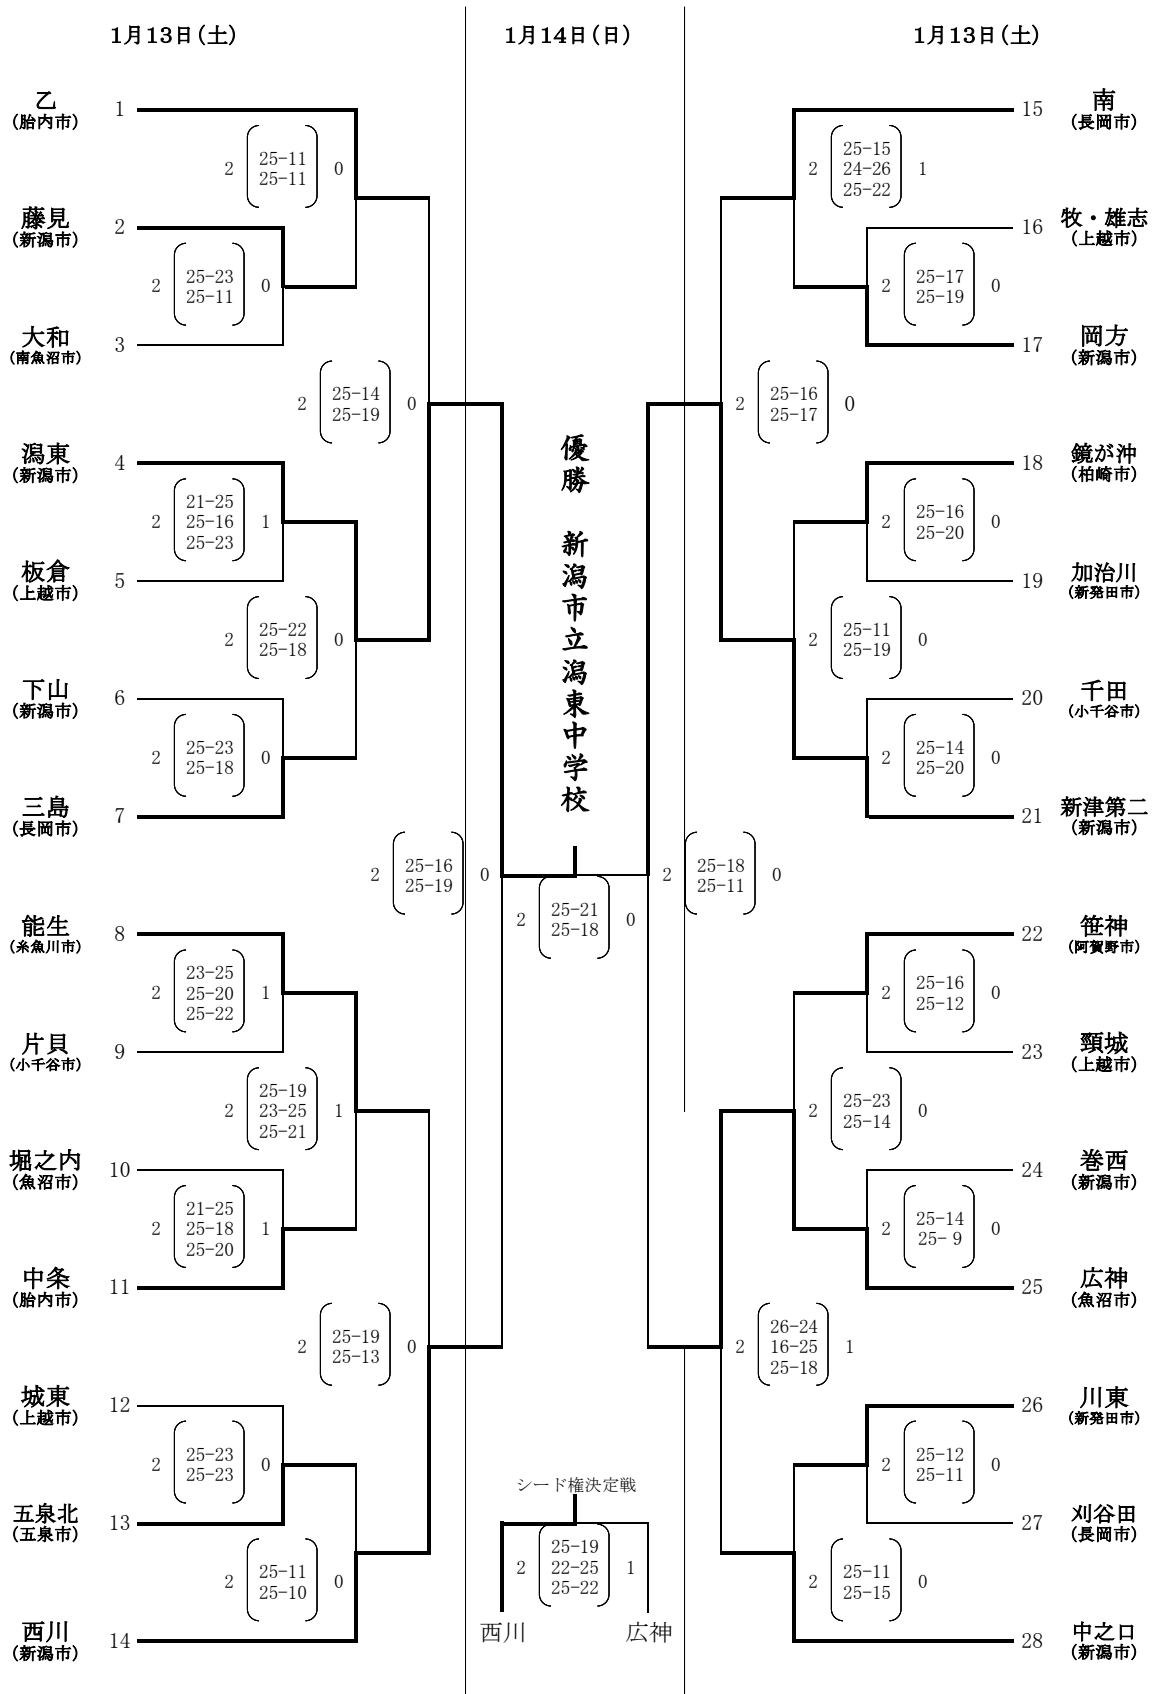 1月13日(土)
1月14日(日)
1月13日(土)
乙
(胎内市)
1
2
25-11
25-11
0
藤見
(新潟市)
2
2
25-23
25-11
0
大和
(南魚沼市)
3
2
25-14
25-19
0
潟東
(新潟市)
4
2
21-25
25-16
25-23
1
板倉
(上越市)
5
2
25-22
25-18
0
下山
(新潟市)
6
2
25-23
25-18
0
三島
(長岡市)
7
2
25-16
25-19
0
能生
(糸魚川市)
8
2
23-25
25-20
25-22
1
片貝
(小千谷市)
9
2
25-19
23-25
25-21
1
堀之内
(魚沼市)
10
2
21-25
25-18
25-20
1
中条
(胎内市)
11
2
25-19
25-13
0
城東
(上越市)
12
2
25-23
25-23
0
五泉北
(五泉市)
13
2
25-11
25-10
0
西川
(新潟市)
14
優勝 新潟市立潟東中学校
2
25-21
25-18
0
シード権決定戦
2
25-19
22-25
25-22
1
西川
広神
15
南
(長岡市)
2
25-15
24-26
25-22
1
16
牧・雄志
(上越市)
2
25-17
25-19
0
17
岡方
(新潟市)
2
25-16
25-17
0
18
鏡が沖
(柏崎市)
2
25-16
25-20
0
19
加治川
(新発田市)
2
25-11
25-19
0
20
千田
(小千谷市)
2
25-14
25-20
0
21
新津第二
(新潟市)
2
25-18
25-11
0
22
笹神
(阿賀野市)
2
25-16
25-12
0
23
頸城
(上越市)
2
25-23
25-14
0
24
巻西
(新潟市)
2
25-14
25- 9
0
25
広神
(魚沼市)
2
26-24
16-25
25-18
1
26
川東
(新発田市)
2
25-12
25-11
0
27
刈谷田
(長岡市)
2
25-11
25-15
0
28
中之口
(新潟市)